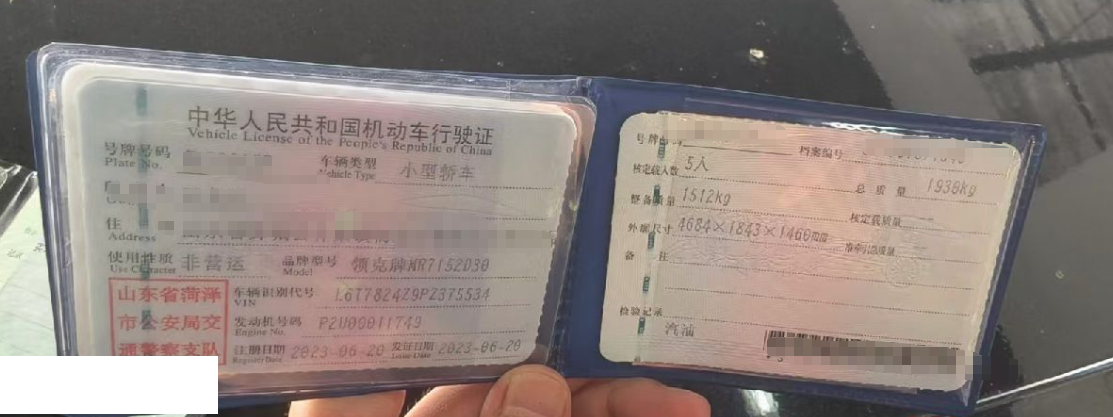 中华人民共和国机动车行驶证
Vehicle License of the People's Republic of China
号牌号码
Plate No.
车辆类型 小型轿车
Vehicle Type
住
Address
使用性质 非营运 品牌型号 领克牌MR7152D30
Use Character Model
山东省菏泽
市公安局交
通警察支队
车辆识别代号 L6T7824Z9PZ375534
VIN
发动机号码 P2U00011749
Engine No.
注册日期 2023-06-20 发证日期 2023-06-20
Register Date Issue Date
号牌 档案编号
核定载人数 5人 总质量 1938kg
整备质量 1512kg 核定载质量 --
外廓尺寸 4684×1843×1460mm 准牵引总质量 --
备 注
检验记录
汽油